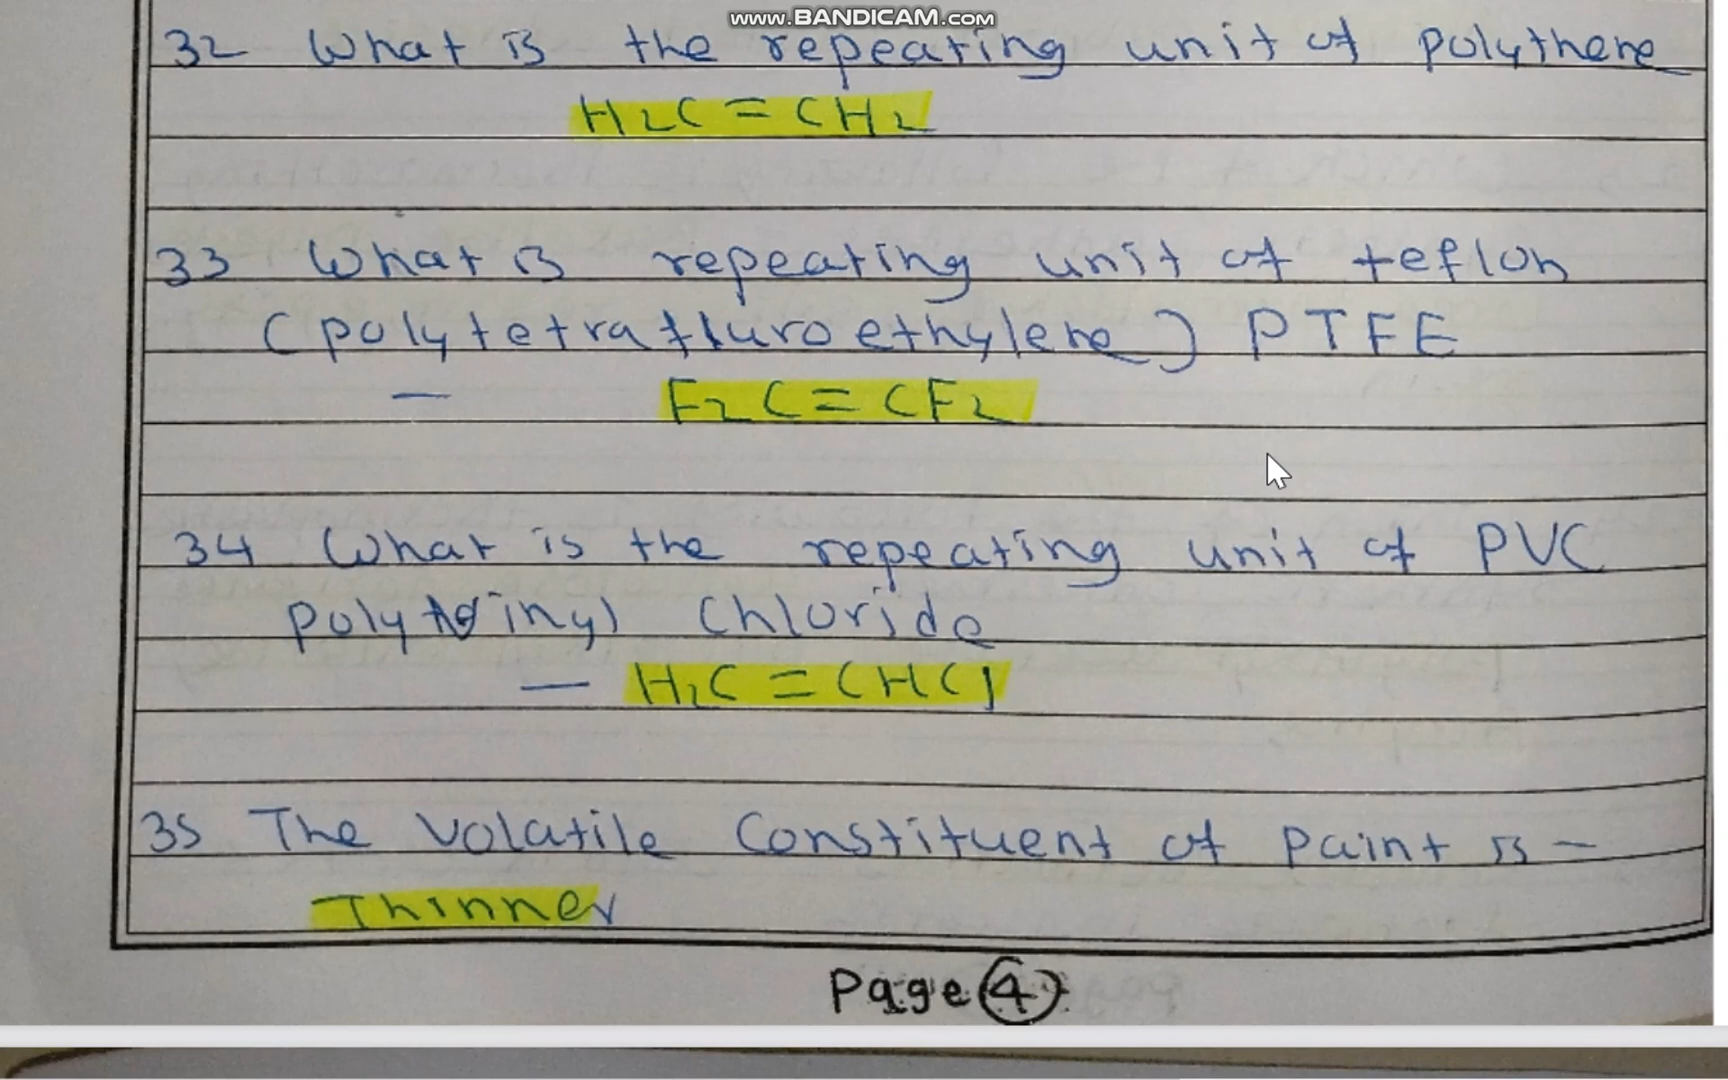 www.BANDICAM.com
32 What is the repeating unit of polythene
H2C = CH2
33 What is repeating unit of teflon
(polytetrafluroethylene) PTFE
— F2C = CF2
34 What is the repeating unit of PVC
polyvinyl Chloride
— H2C = CHCl
35 The Volatile Constituent of Paint is —
Thinner
Page 4